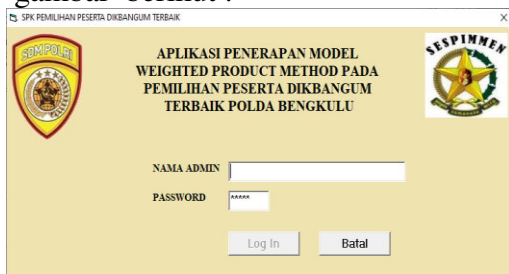 gambar berikut :
SPK PEMILIHAN PESERTA DIKBANGUM TERBAIK
X
SDMPOLRI
SESPIMMEN
APLIKASI PENERAPAN MODEL
WEIGHTED PRODUCT METHOD PADA
PEMILIHAN PESERTA DIKBANGUM
TERBAIK POLDA BENGKULU
NAMA ADMIN
PASSWORD *****
Log In Batal